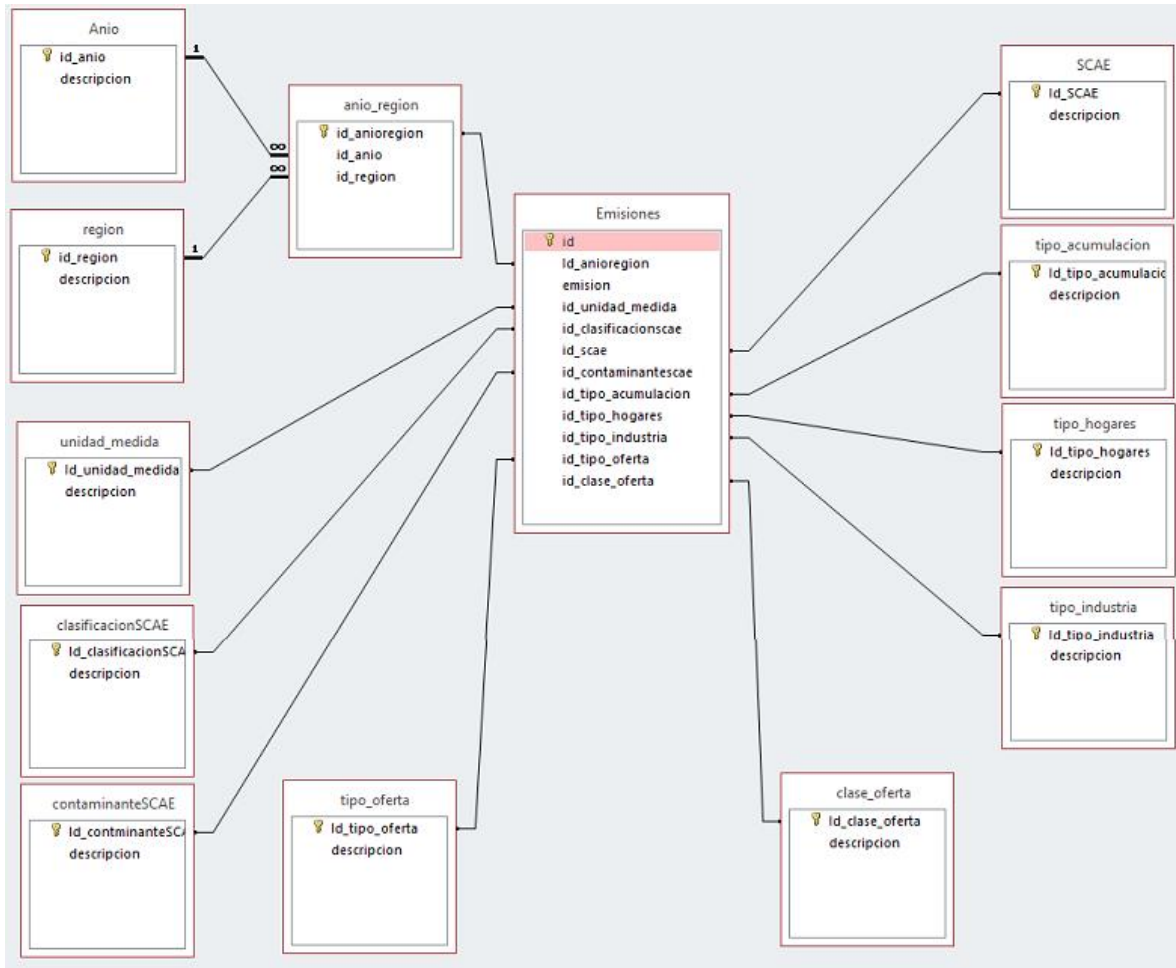 Anio
id_anio
descripcion
1
anio_region
id_anioregion
id_anio
id_region
∞
∞
region
id_region
descripcion
1
Emisiones
id
Id_anioregion
emision
id_unidad_medida
id_clasificacionscae
id_scae
id_contaminantescae
id_tipo_acumulacion
id_tipo_hogares
id_tipo_industria
id_tipo_oferta
id_clase_oferta
SCAE
Id_SCAE
descripcion
tipo_acumulacion
Id_tipo_acumulacio
descripcion
tipo_hogares
Id_tipo_hogares
descripcion
tipo_industria
Id_tipo_industria
descripcion
unidad_medida
Id_unidad_medida
descripcion
clasificacionSCAE
Id_clasificacionSCA
descripcion
contaminanteSCAE
Id_contminanteSCA
descripcion
tipo_oferta
Id_tipo_oferta
descripcion
clase_oferta
Id_clase_oferta
descripcion